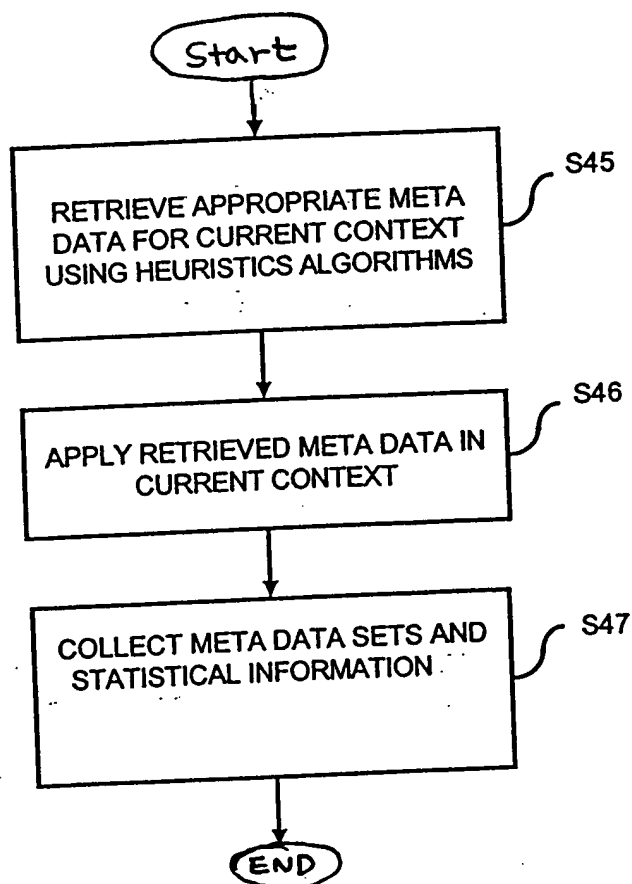 Start
RETRIEVE APPROPRIATE META
DATA FOR CURRENT CONTEXT
USING HEURISTICS ALGORITHMS
S45
APPLY RETRIEVED META DATA IN
CURRENT CONTEXT
S46
COLLECT META DATA SETS AND
STATISTICAL INFORMATION
S47
END